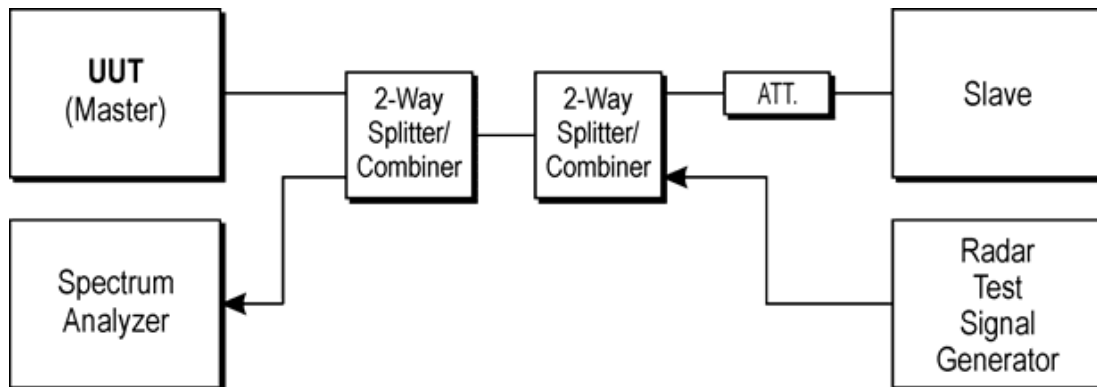 UUT
(Master)
2-Way
Splitter/
Combiner
2-Way
Splitter/
Combiner
ATT.
Slave
Spectrum
Analyzer
Radar
Test
Signal
Generator